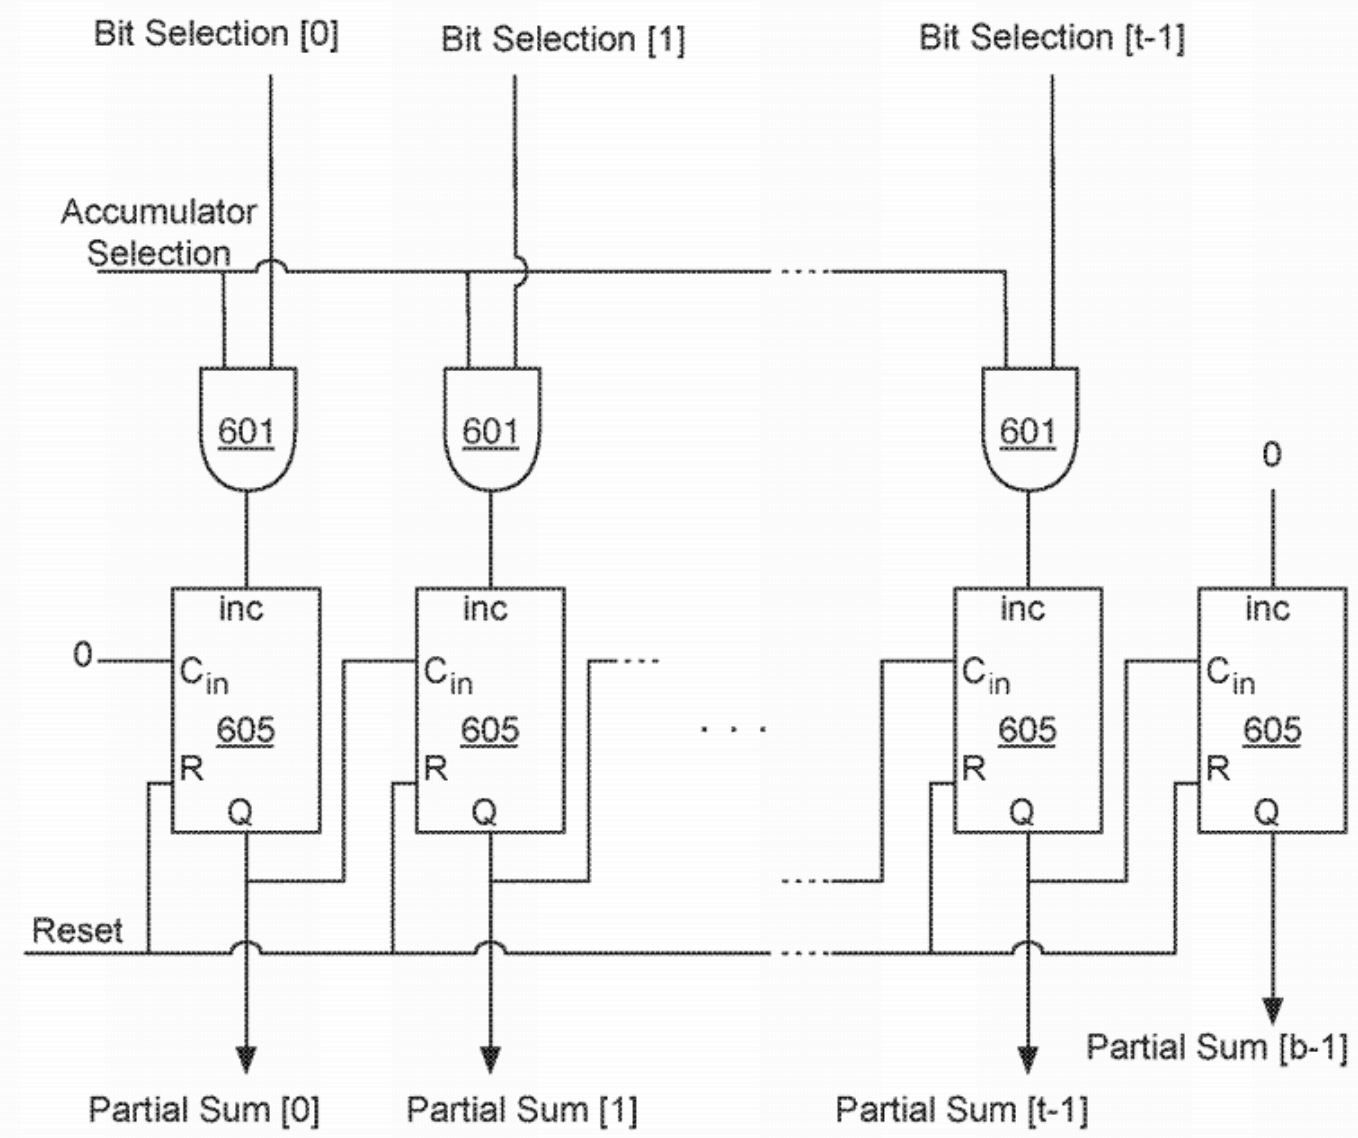 Bit Selection [0]
Bit Selection [1]
Bit Selection [t-1]
Accumulator
Selection
601
601
601
0
inc
inc
inc
inc
0
Cin
Cin
Cin
Cin
605
605
. . .
605
605
R
R
R
R
Q
Q
Q
Q
Reset
Partial Sum [b-1]
Partial Sum [0]
Partial Sum [1]
Partial Sum [t-1]